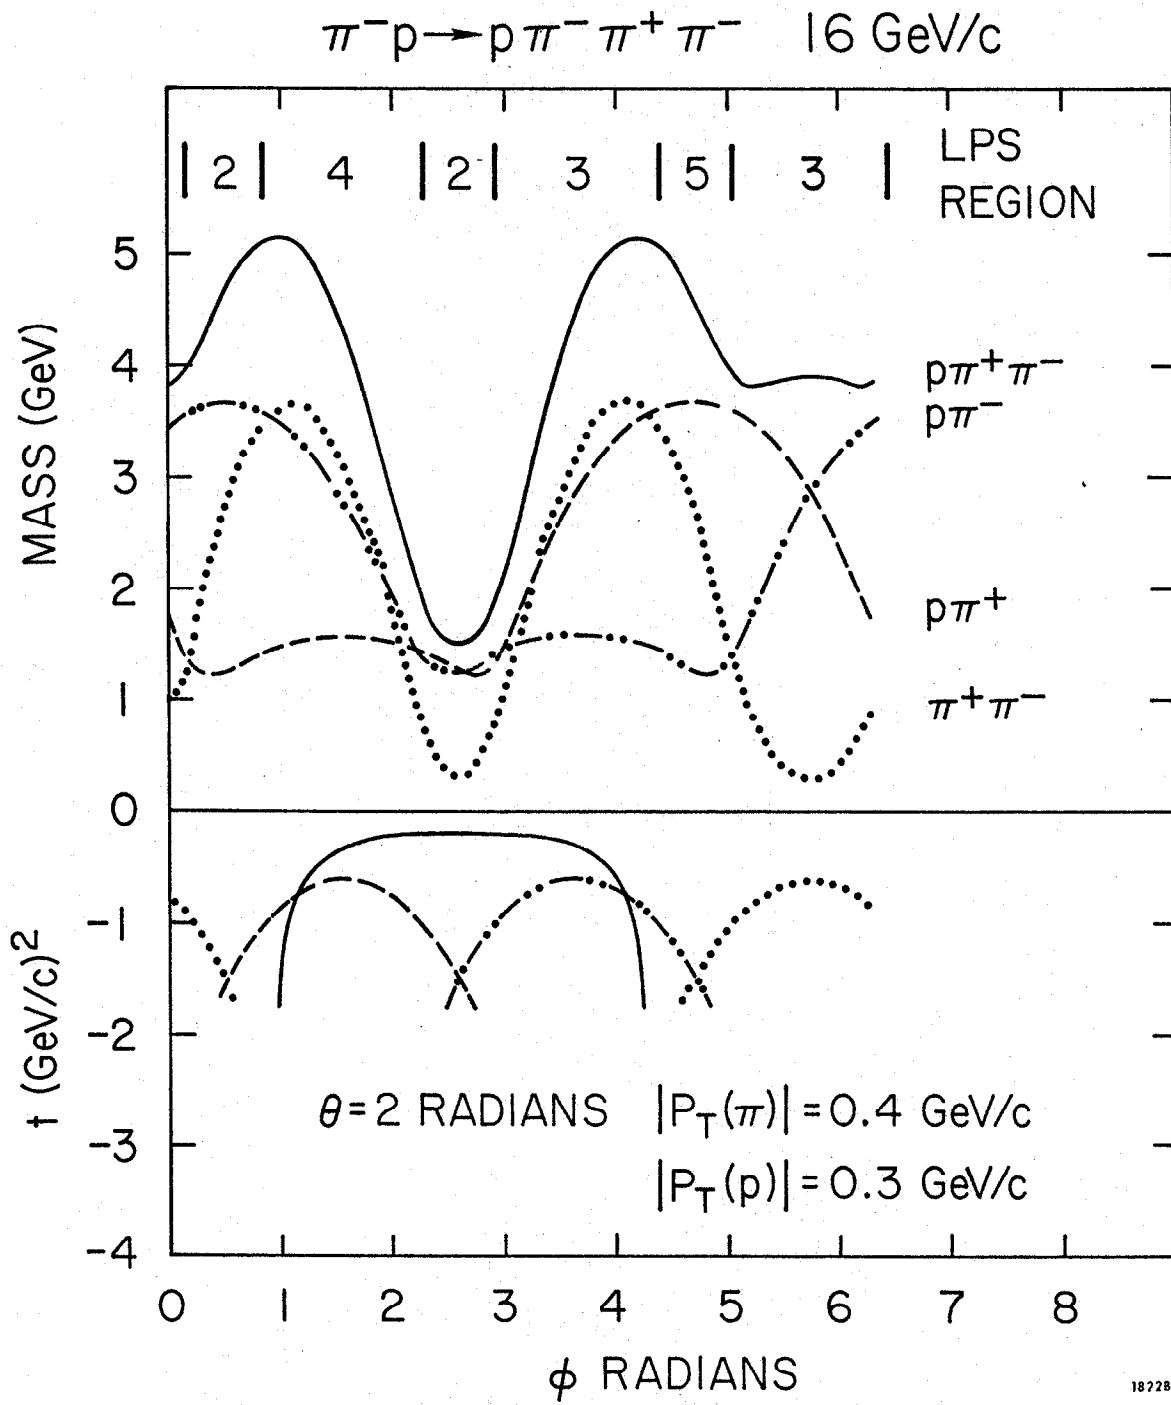 π⁻p→pπ⁻π⁺π⁻ 16 GeV/c
| 2 | 4 | 2 | 3 | 5 | 3 | LPS REGION
5
4
3
2
1
0
MASS (GeV)
pπ⁺π⁻
pπ⁻
pπ⁺
π⁺π⁻
-1
-2
-3
-4
t (GeV/c)²
θ=2 RADIANS |P_T(π)|=0.4 GeV/c
|P_T(p)|=0.3 GeV/c
0 1 2 3 4 5 6 7 8
ϕ RADIANS
1822B